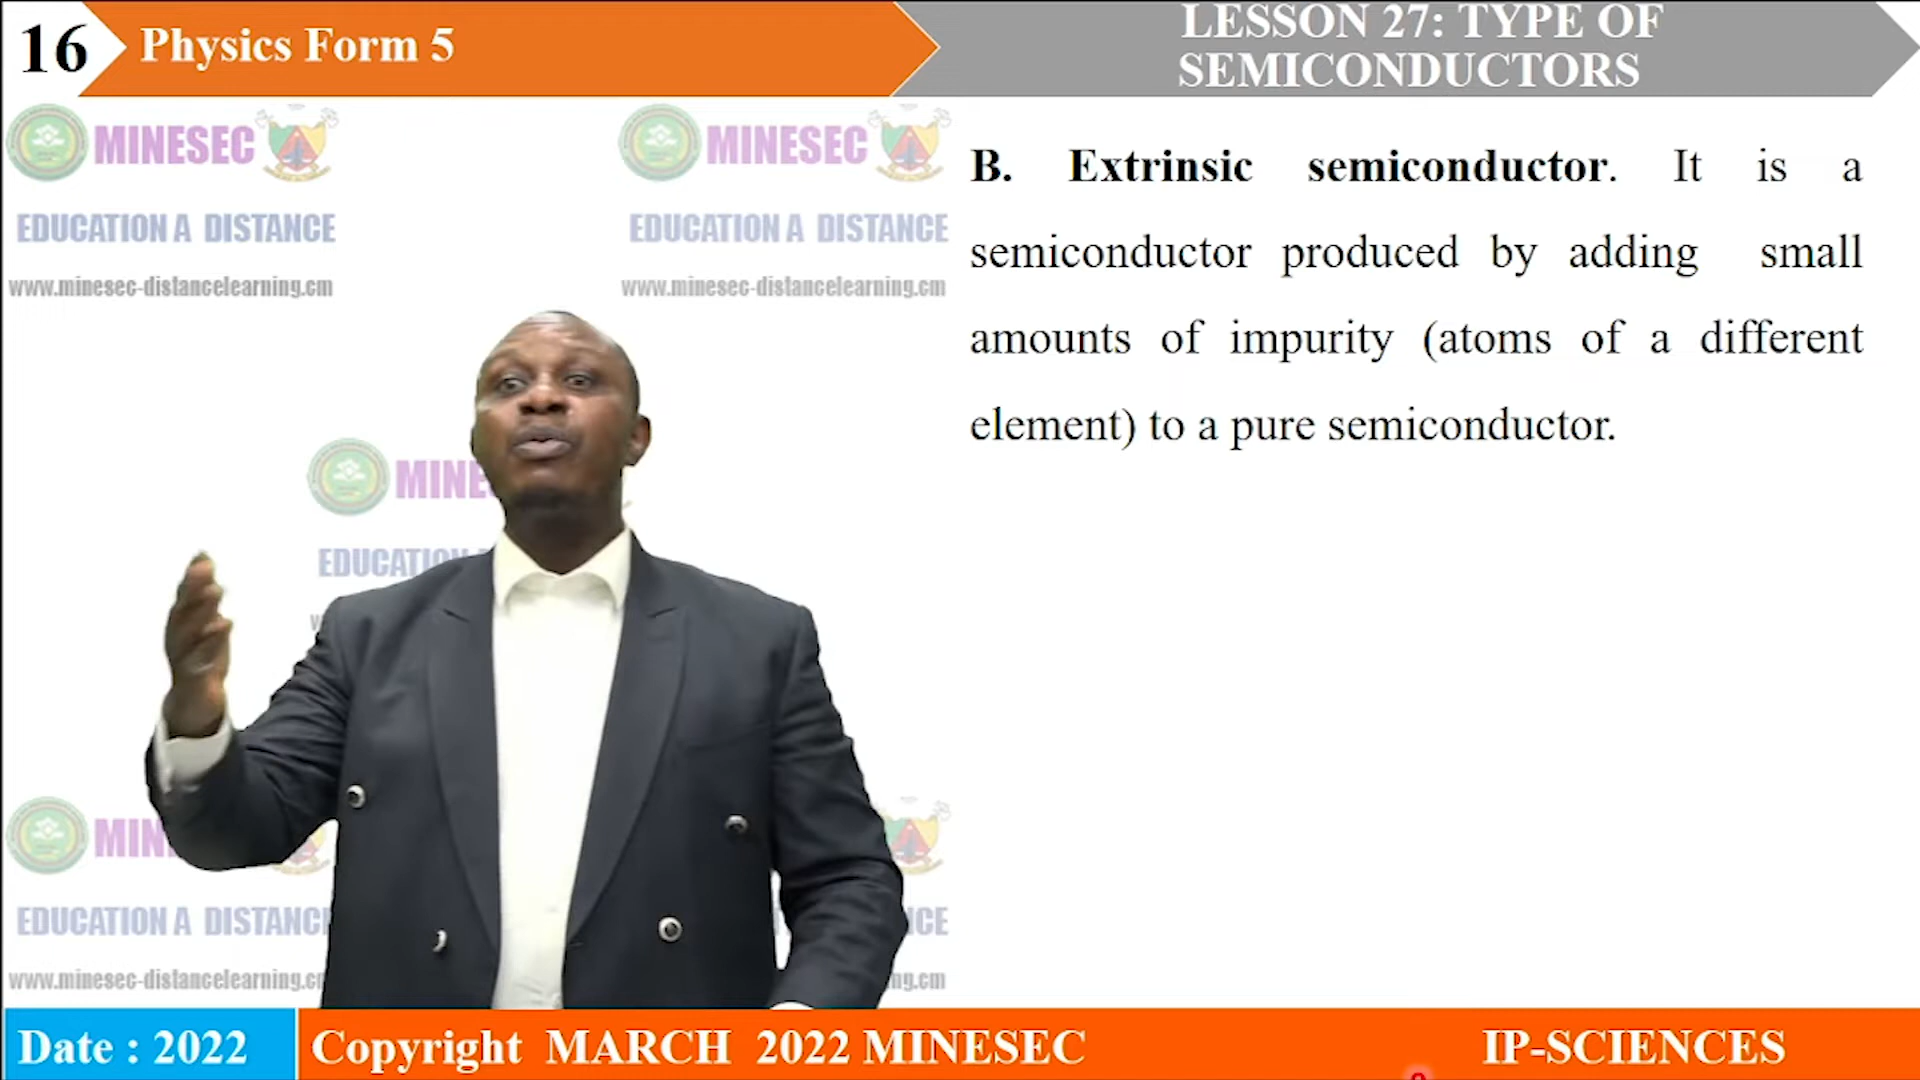 16
Physics Form 5
LESSON 27: TYPE OF
SEMICONDUCTORS
MINESEC
EDUCATION A DISTANCE
www.minesec-distancelearning.cm
MINESEC
EDUCATION A DISTANCE
www.minesec-distancelearning.cm
B. Extrinsic semiconductor. It is a
semiconductor produced by adding small
amounts of impurity (atoms of a different
element) to a pure semiconductor.
Date : 2022
Copyright MARCH 2022 MINESEC
IP-SCIENCES